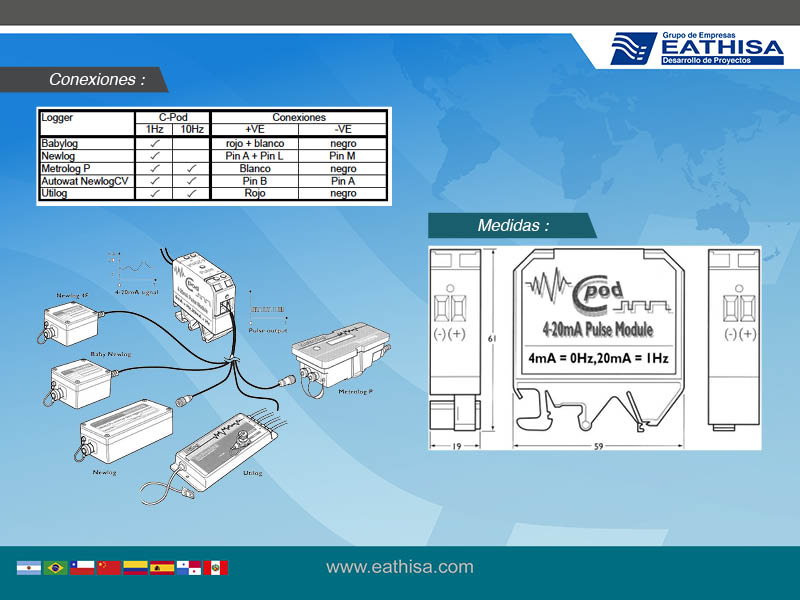 Grupo de Empresas
EATHISA
Desarrollo de Proyectos
Conexiones :
Logger C-Pod Conexiones
1Hz 10Hz +VE -VE
Babylog ✓ rojo + blanco negro
Newlog ✓ Pin A + Pin L Pin M
Metrolog P ✓ ✓ Blanco negro
Autowat NewlogCV ✓ ✓ Pin B Pin A
Utilog ✓ ✓ Rojo negro
Medidas :
4-20mA signal
Newlog 1F
Pulse output
Baby Newlog
Metrolog P
Newlog
Utilog
Cpod
4-20mA Pulse Module
4mA = 0Hz,20mA = 1Hz
(-) (+)
(-) (+)
61
19
59
www.eathisa.com